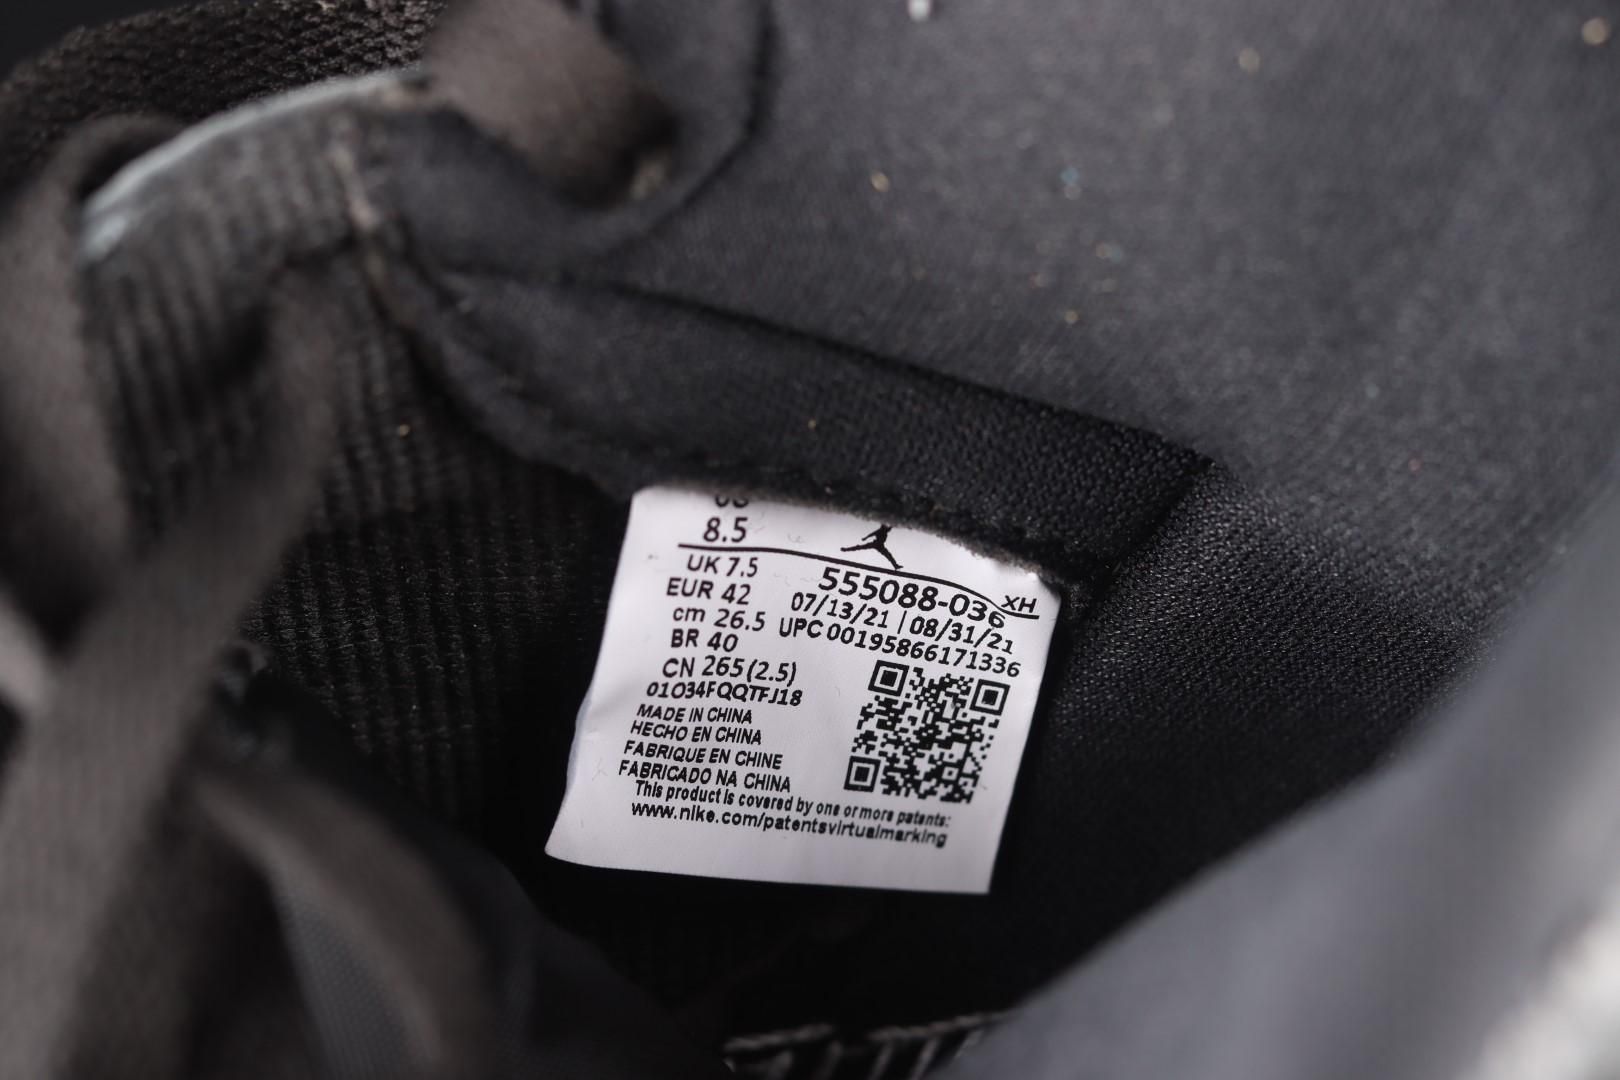 8.5
UK 7.5
EUR 42
cm 26.5
BR 40
CN 265(2.5)
01O34FQQTFJ18
MADE IN CHINA
HECHO EN CHINA
FABRIQUE EN CHINE
FABRICADO NA CHINA
This product is covered by one or more patents:
www.nike.com/patentsvirtualmarking
555088-036 XH
07/13/21 | 08/31/21
UPC 00195866171336